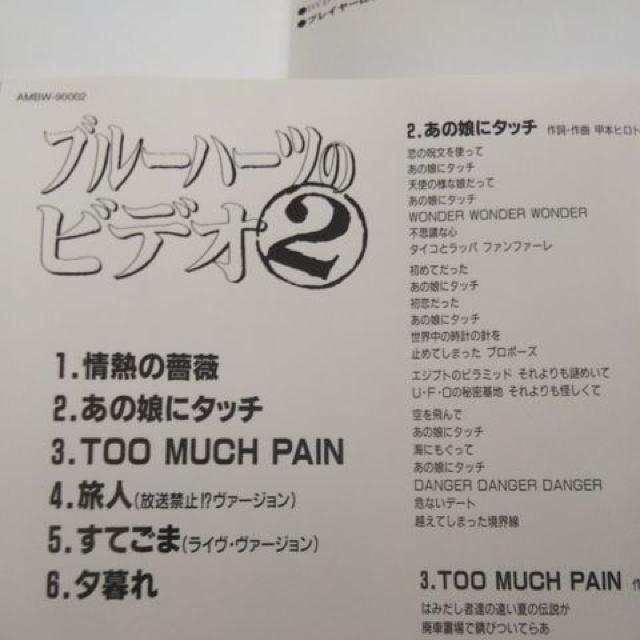 ●プレイヤーに
AMBW-90002
ブルーハーツの
ビデオ②
1.情熱の薔薇
2.あの娘にタッチ
3.TOO MUCH PAIN
4.旅人(放送禁止!?ヴァージョン)
5.すてごま(ライヴ・ヴァージョン)
6.夕暮れ
2.あの娘にタッチ 作詞・作曲 甲本ヒロト
恋の呪文を使って
あの娘にタッチ
天使の様な娘だって
あの娘にタッチ
WONDER WONDER WONDER
不思議な心
タイコとラッパ ファンファーレ
初めてだった
あの娘にタッチ
初恋だった
あの娘にタッチ
世界中の時計の針を
止めてしまった プロポーズ
エジプトのピラミッド それよりも謎めいて
U・F・Oの秘密基地 それよりも怪しくて
空を飛んで
あの娘にタッチ
海にもぐって
あの娘にタッチ
DANGER DANGER DANGER
危ないデート
越えてしまった境界線
3.TOO MUCH PAIN 作
はみだし者達の遠い夏の伝説が
廃車置場で錆びついてらあ